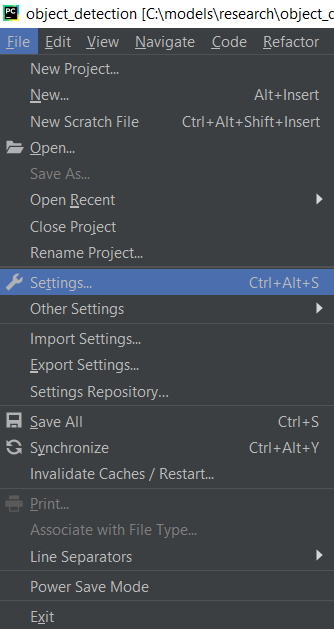 PC
object_detection [C:\models\research\object_
File Edit View Navigate Code Refactor
New Project...
New... Alt+Insert
New Scratch File Ctrl+Alt+Shift+Insert
Open...
Save As...
Open Recent
Close Project
Rename Project...
Settings... Ctrl+Alt+S
Other Settings
Import Settings...
Export Settings...
Settings Repository...
Save All Ctrl+S
Synchronize Ctrl+Alt+Y
Invalidate Caches / Restart...
Print...
Associate with File Type...
Line Separators
Power Save Mode
Exit